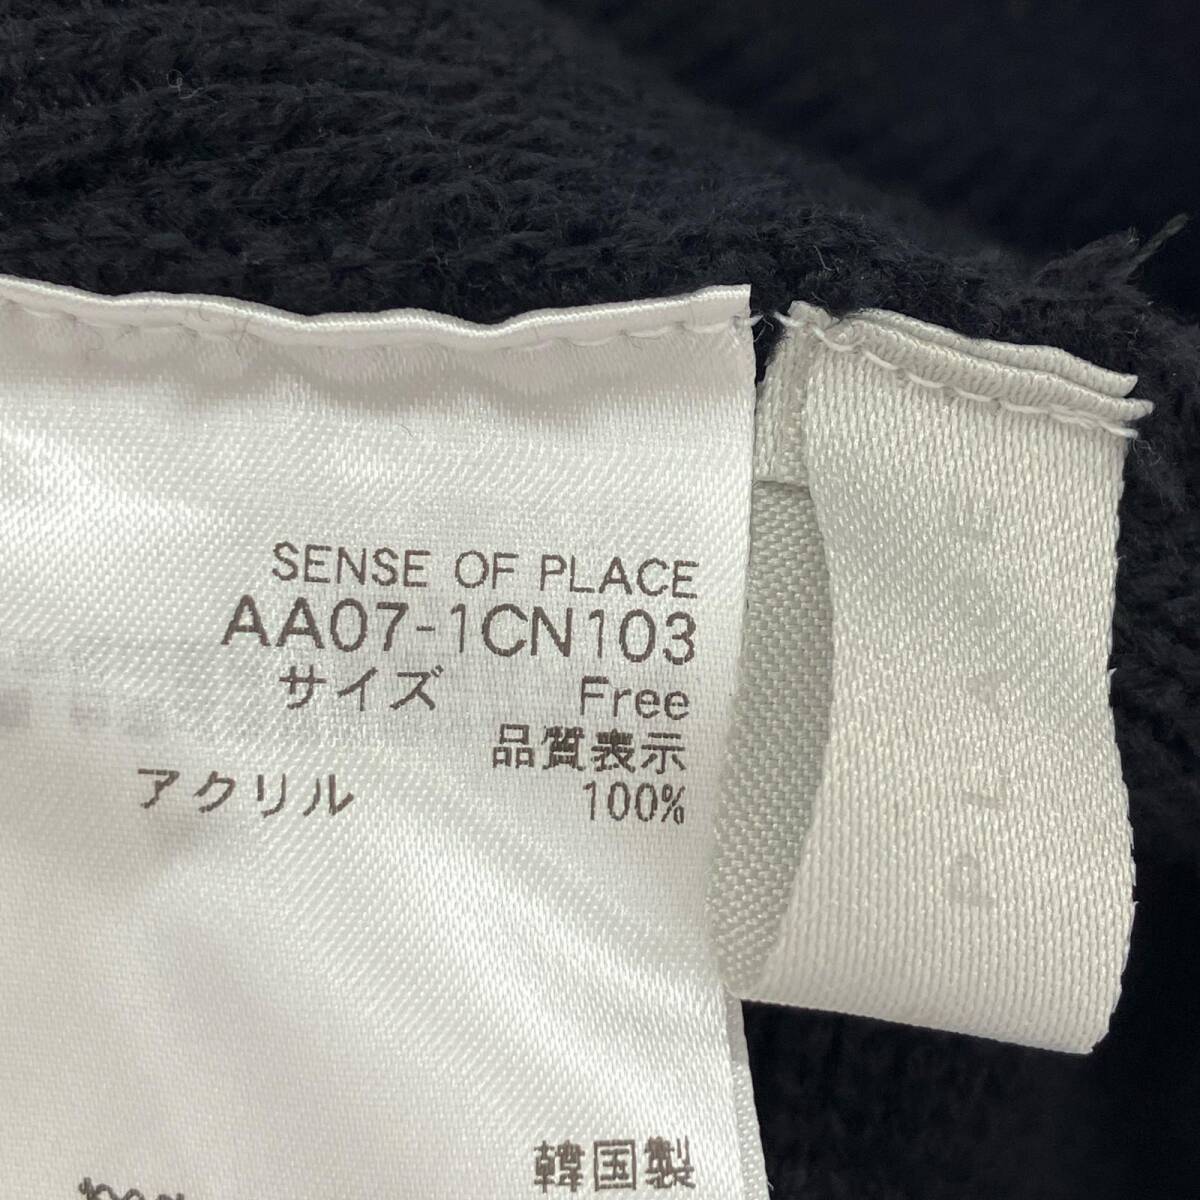 SENSE OF PLACE
AA07-1CN103
サイズ Free
品質表示
アクリル 100%
韓国製